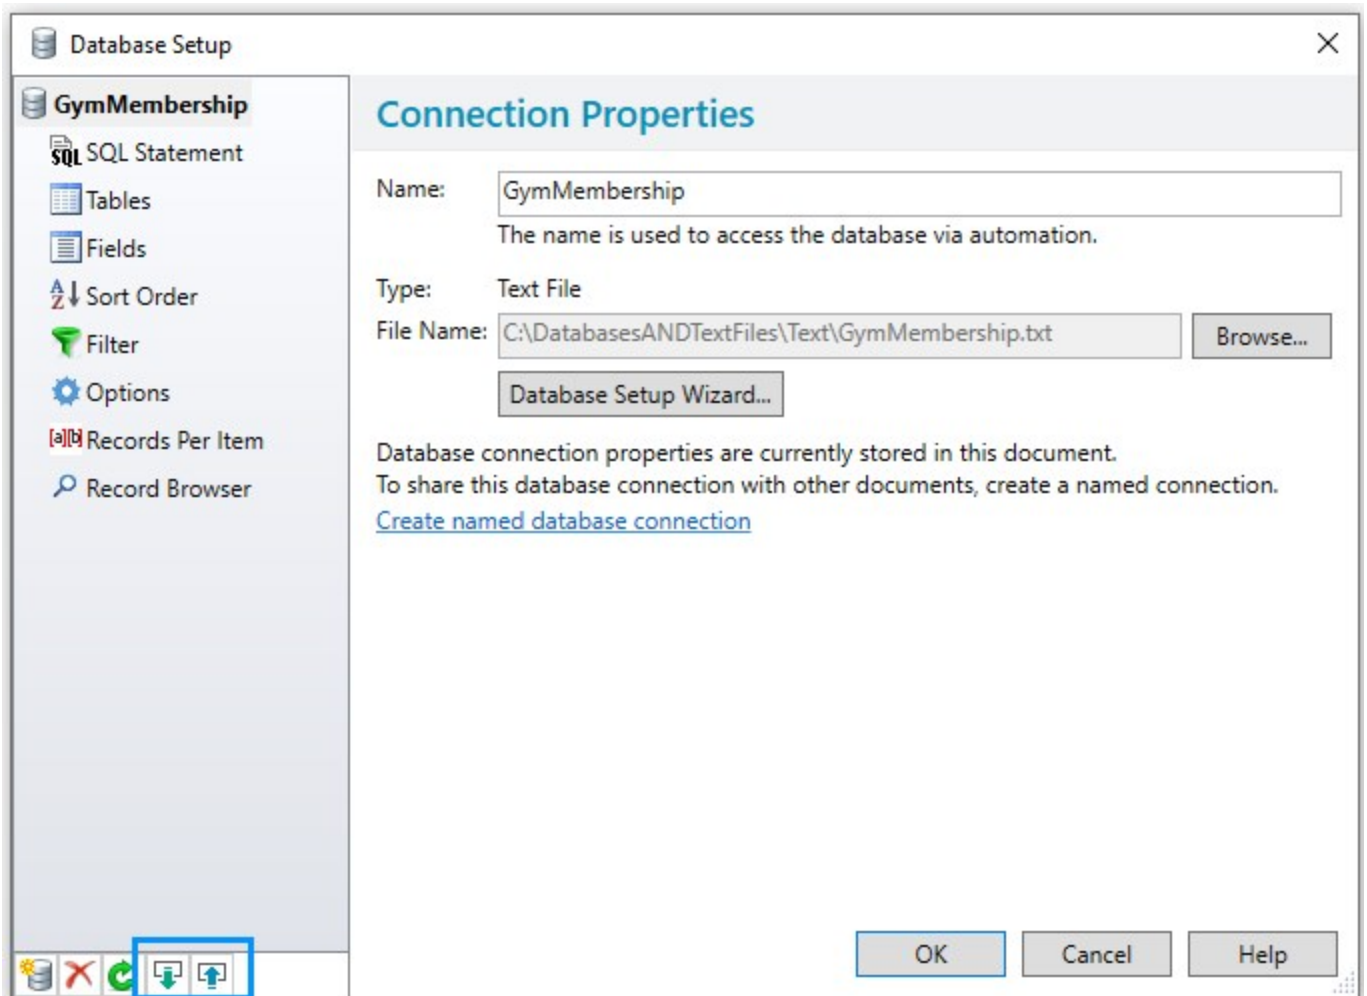 Database Setup
GymMembership
SQL Statement
Tables
Fields
Sort Order
Filter
Options
[a][b] Records Per Item
Record Browser
Connection Properties
Name: GymMembership
The name is used to access the database via automation.
Type: Text File
File Name: C:\DatabasesANDTextFiles\Text\GymMembership.txt Browse...
Database Setup Wizard...
Database connection properties are currently stored in this document.
To share this database connection with other documents, create a named connection.
Create named database connection
OK Cancel Help